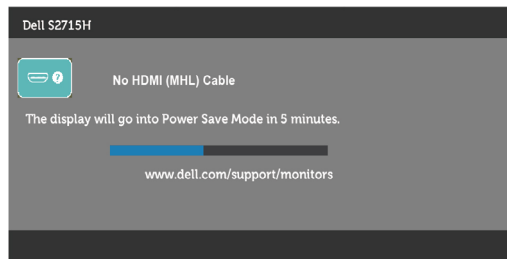 Dell S2715H
No HDMI (MHL) Cable
The display will go into Power Save Mode in 5 minutes.
www.dell.com/support/monitors